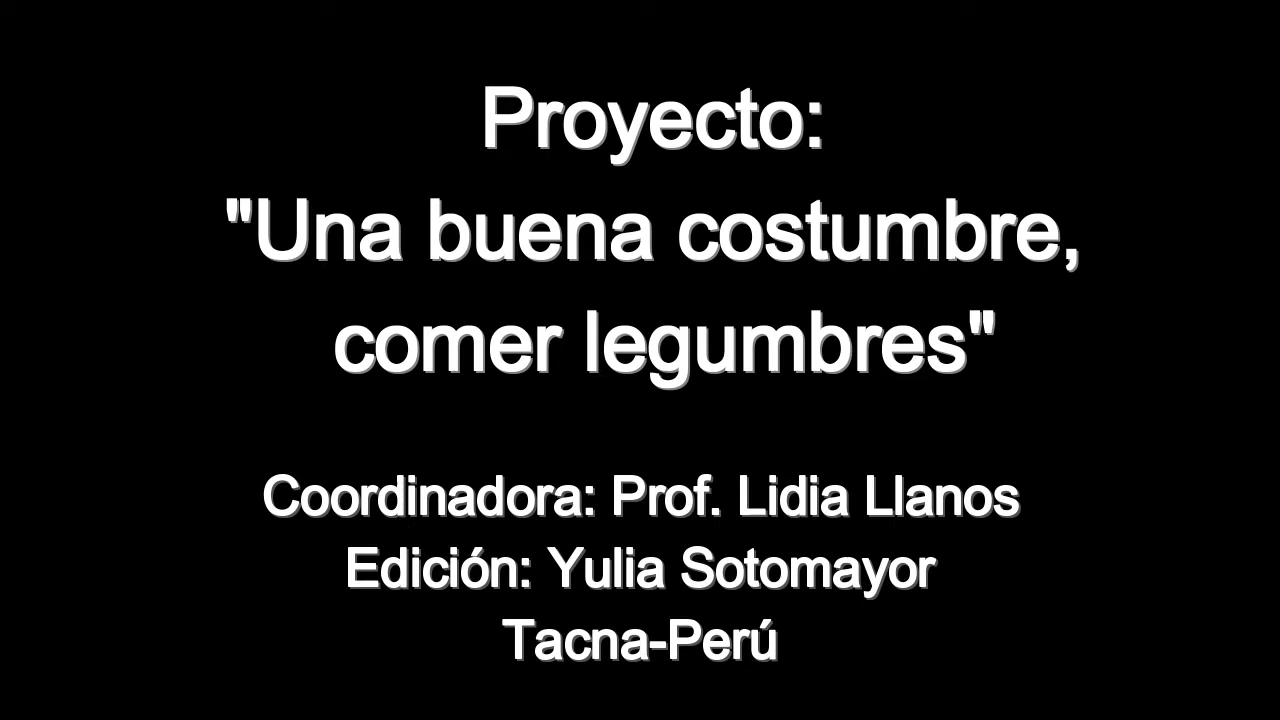 Proyecto:
"Una buena costumbre,
comer legumbres"
Coordinadora: Prof. Lidia Llanos
Edición: Yulia Sotomayor
Tacna-Perú